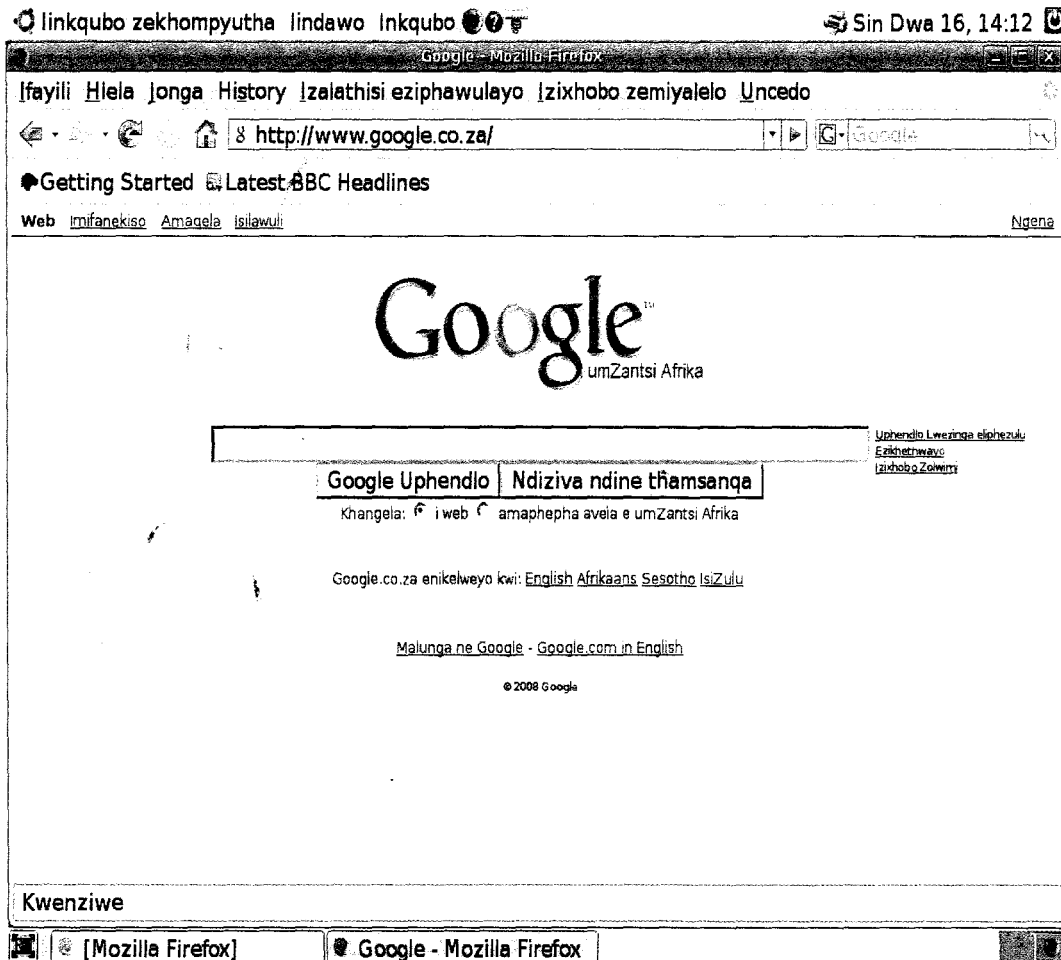 Iinkqubo zekhompyutha Iindawo Inkqubo Sin Dwa 16, 14:12
Google - Mozilla Firefox
Ifayili Hlela Jonga History Izalathisi eziphawulayo Izixhobo zemiyalelo Uncedo
http://www.google.co.za/ Google
Getting Started Latest BBC Headlines
Web Imifanekiso Amaqela Isilawuli Ngena
Google™
umZantsi Afrika
Uphendlo Lwezinga eliphezulu
Ezikhethwayo
Izixhobo Zolwimi
Google Uphendlo Ndiziva ndine thamsanqa
Khangela: i web amaphepha avela e umZantsi Afrika
Google.co.za enikelweyo kwi: English Afrikaans Sesotho IsiZulu
Malunga ne Google - Google.com in English
© 2008 Google
Kwenziwe
[Mozilla Firefox] Google - Mozilla Firefox